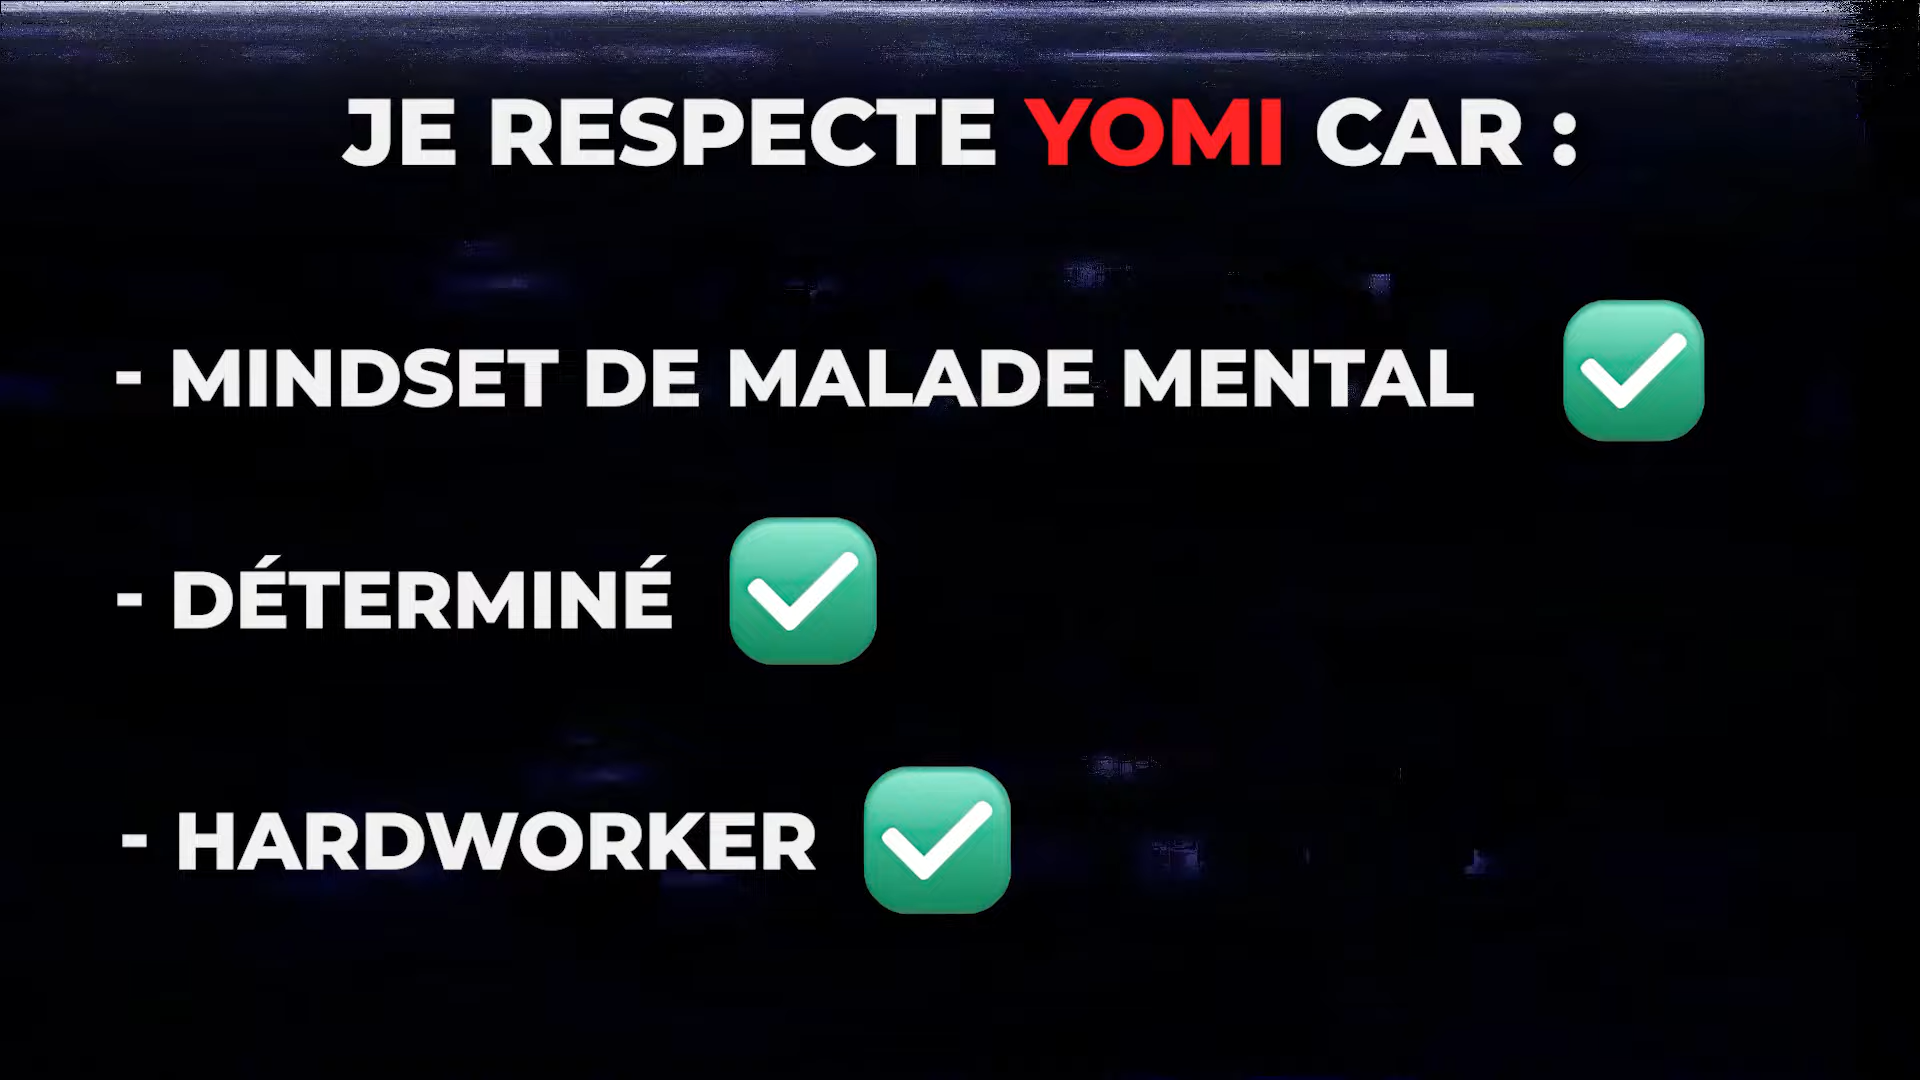 JE RESPECTE YOMI CAR :
- MINDSET DE MALADE MENTAL ✅
- DÉTERMINÉ ✅
- HARDWORKER ✅